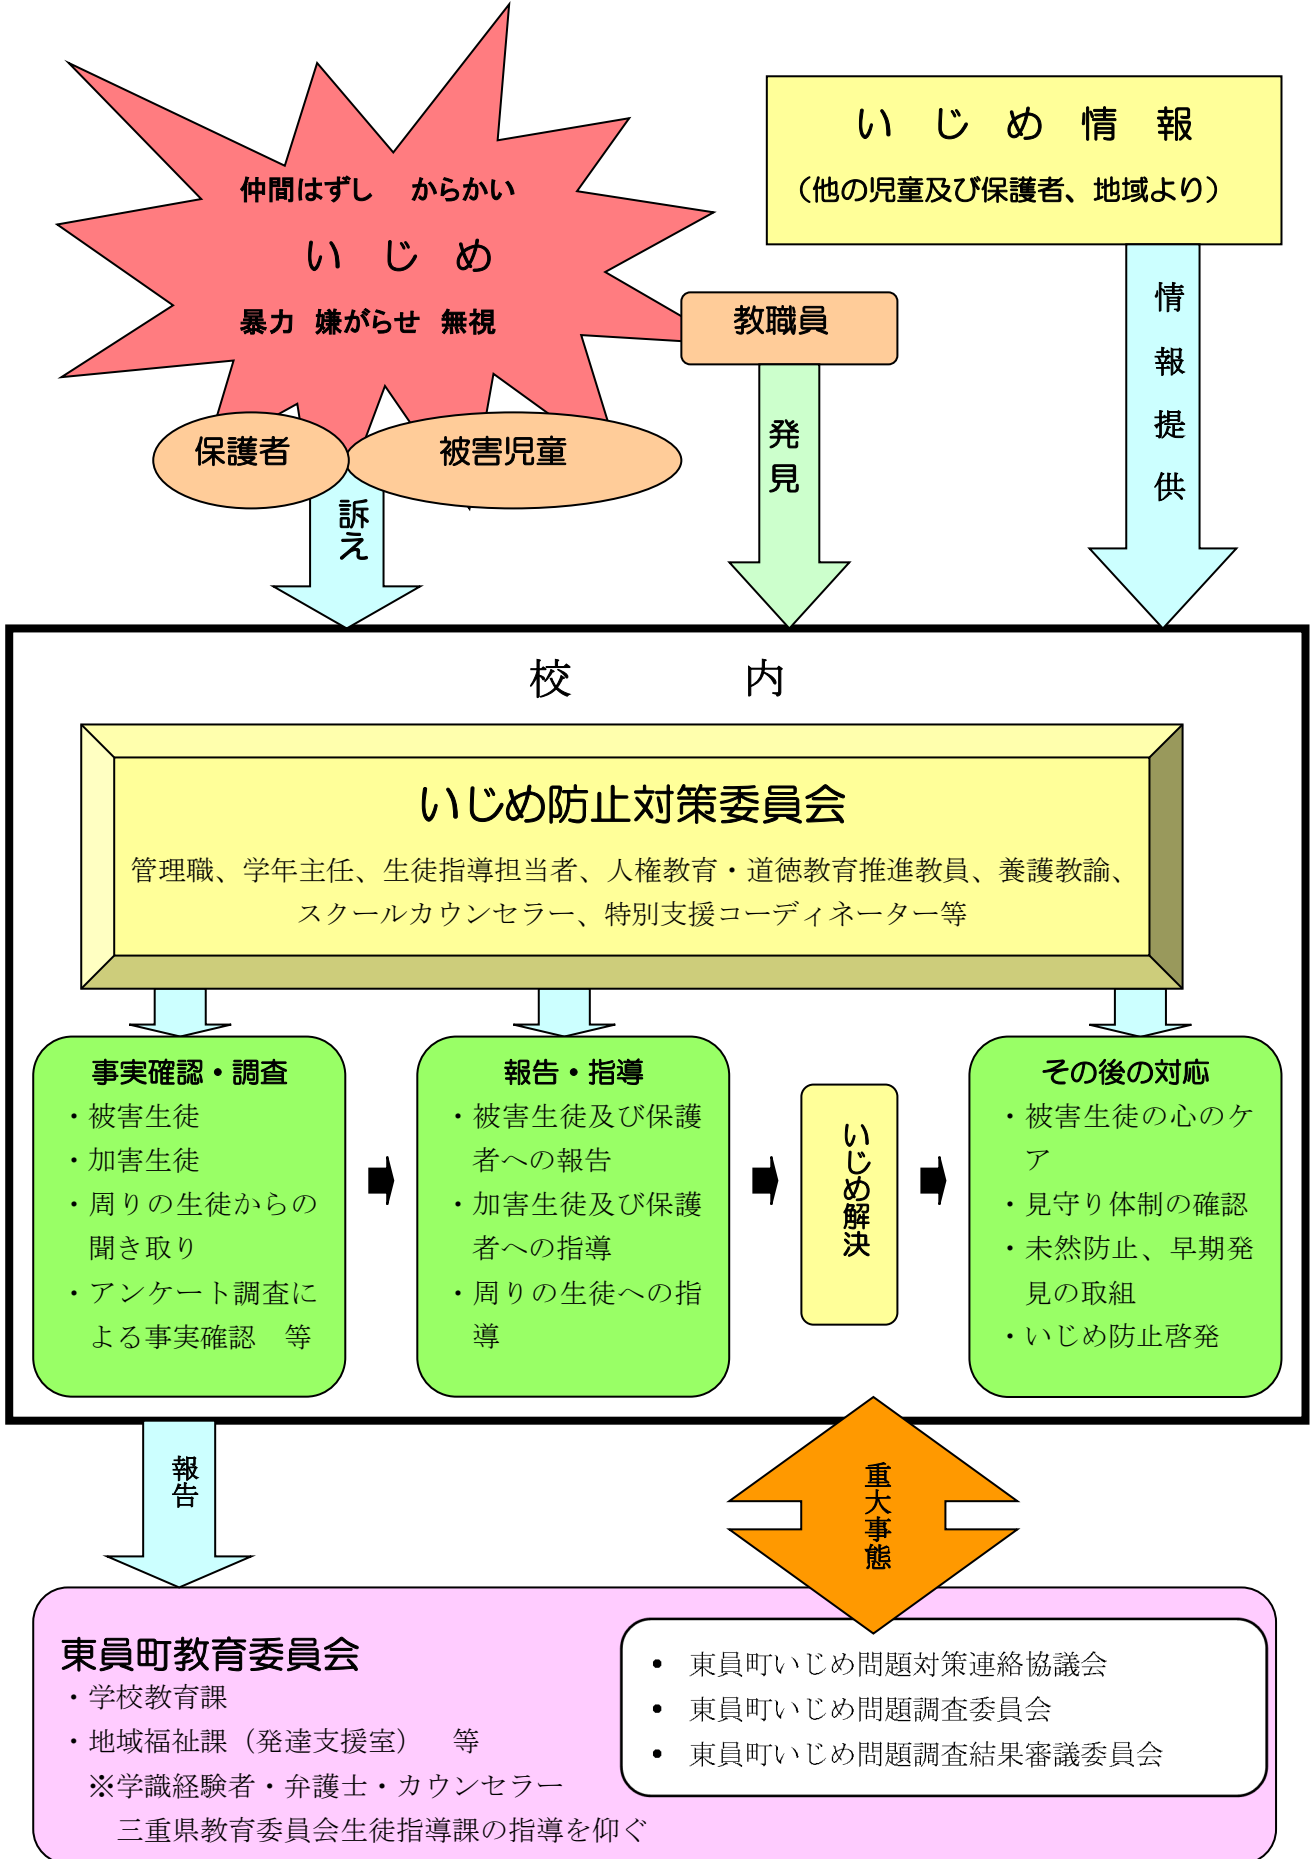 仲間はずし　からかい
いじめ
暴力　嫌がらせ　無視
いじめ情報
（他の児童及び保護者、地域より）
教職員
保護者
被害児童
訴え
発見
情報提供
校内
いじめ防止対策委員会
管理職、学年主任、生徒指導担当者、人権教育・道徳教育推進教員、養護教諭、
スクールカウンセラー、特別支援コーディネーター等
事実確認・調査
・被害生徒
・加害生徒
・周りの生徒からの
聞き取り
・アンケート調査に
よる事実確認　等
報告・指導
・被害生徒及び保護
者への報告
・加害生徒及び保護
者への指導
・周りの生徒への指
導
いじめ解決
その後の対応
・被害生徒の心のケ
ア
・見守り体制の確認
・未然防止、早期発
見の取組
・いじめ防止啓発
報告
重大事態
東員町教育委員会
・学校教育課
・地域福祉課（発達支援室）　等
※学識経験者・弁護士・カウンセラー
三重県教育委員会生徒指導課の指導を仰ぐ
• 東員町いじめ問題対策連絡協議会
• 東員町いじめ問題調査委員会
• 東員町いじめ問題調査結果審議委員会